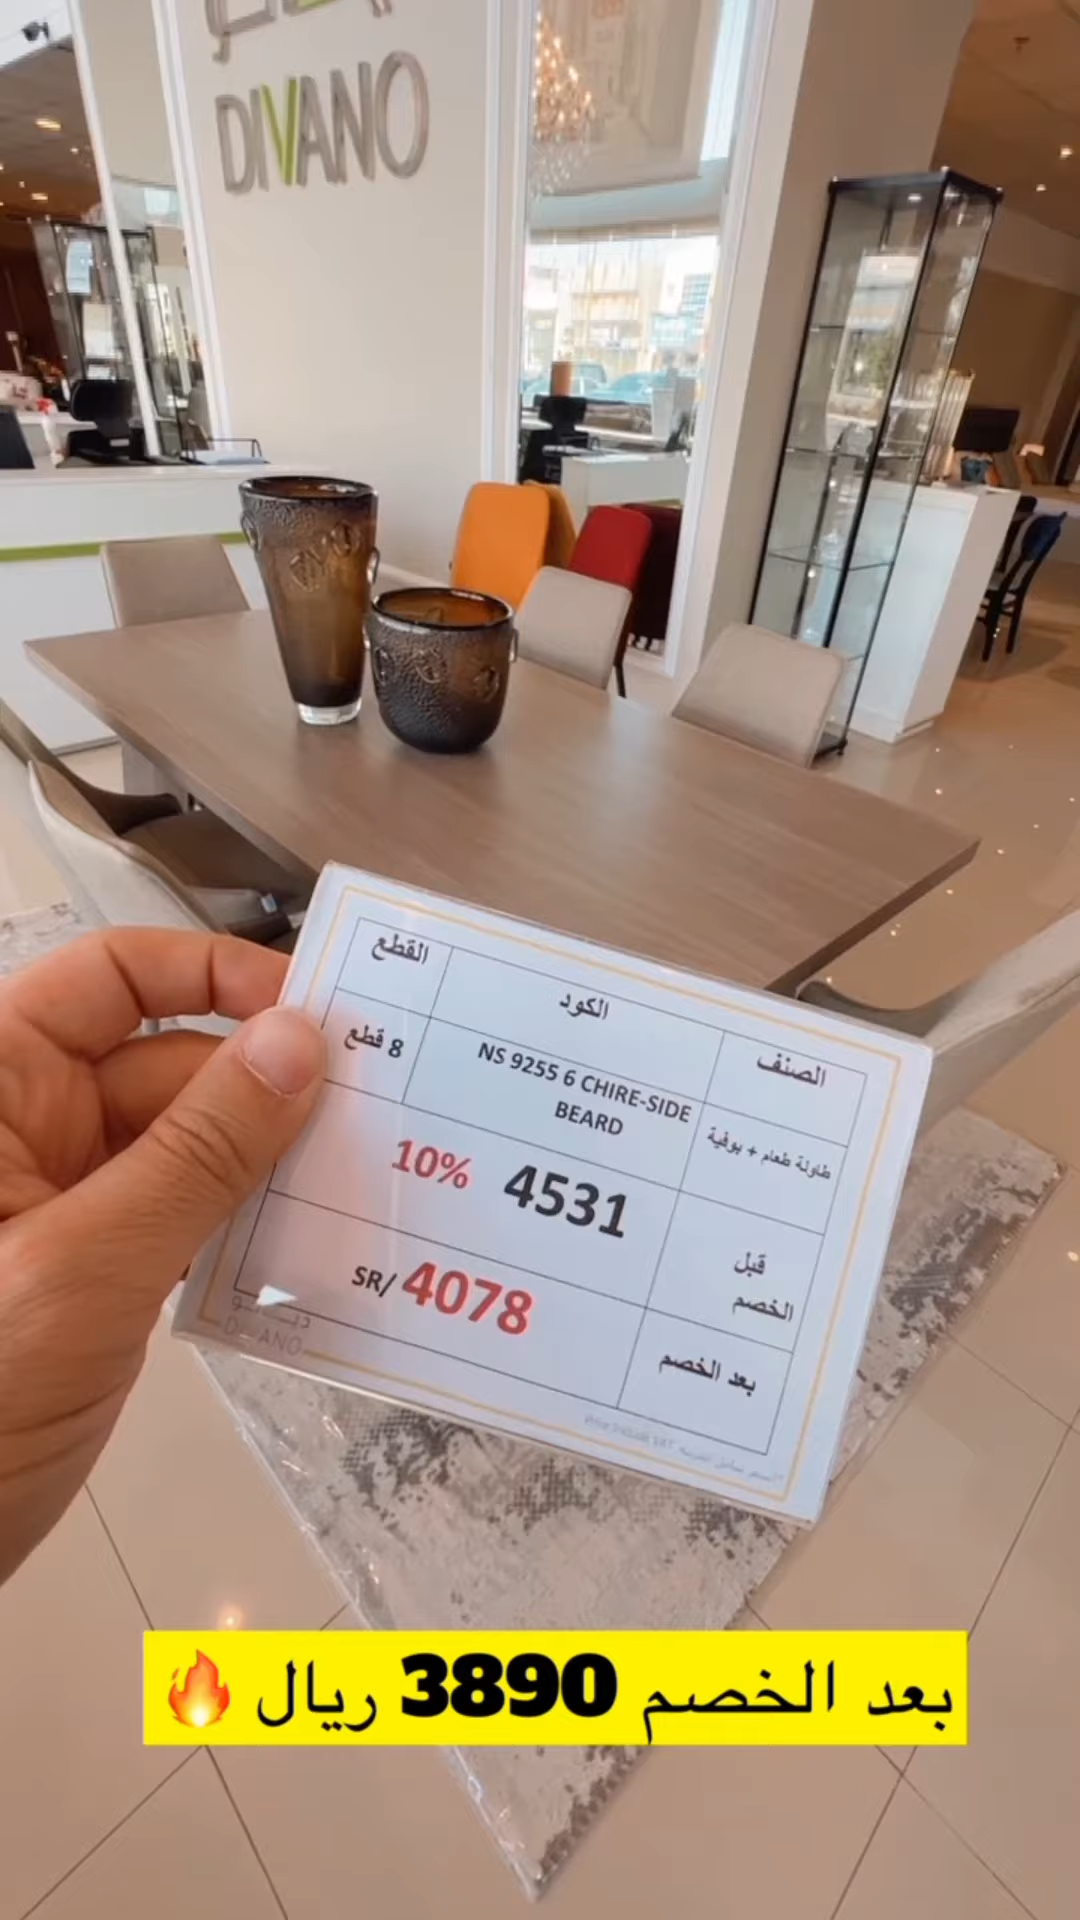 DIVANO
الصنف الكود القطع
طاولة طعام + بوفية NS 9255 6 CHIRE-SIDE 8 قطع
BEARD
قبل 4531 10%
الخصم
بعد الخصم SR/ 4078
DIVANO
بعد الخصم 3890 ريال 🔥